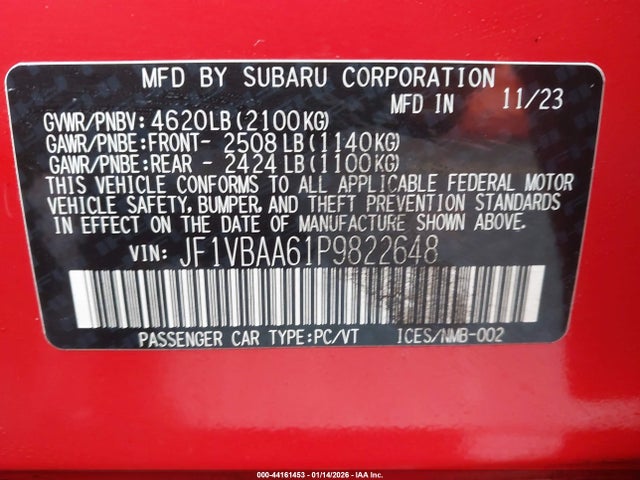 MFD BY SUBARU CORPORATION
MFD IN 11/23
GVWR/PNBV: 4620LB (2100KG)
GAWR/PNBE:FRONT- 2508 LB (1140KG)
GAWR/PNBE:REAR - 2424 LB (1100KG)
THIS VEHICLE CONFORMS TO ALL APPLICABLE FEDERAL MOTOR
VEHICLE SAFETY, BUMPER, AND THEFT PREVENTION STANDARDS
IN EFFECT ON THE DATE OF MANUFACTURE SHOWN ABOVE.
VIN: JF1VBAA61P9822648
PASSENGER CAR TYPE:PC/VT ICES/NMB-002
000-44161453 - 01/14/2026 - IAA Inc.